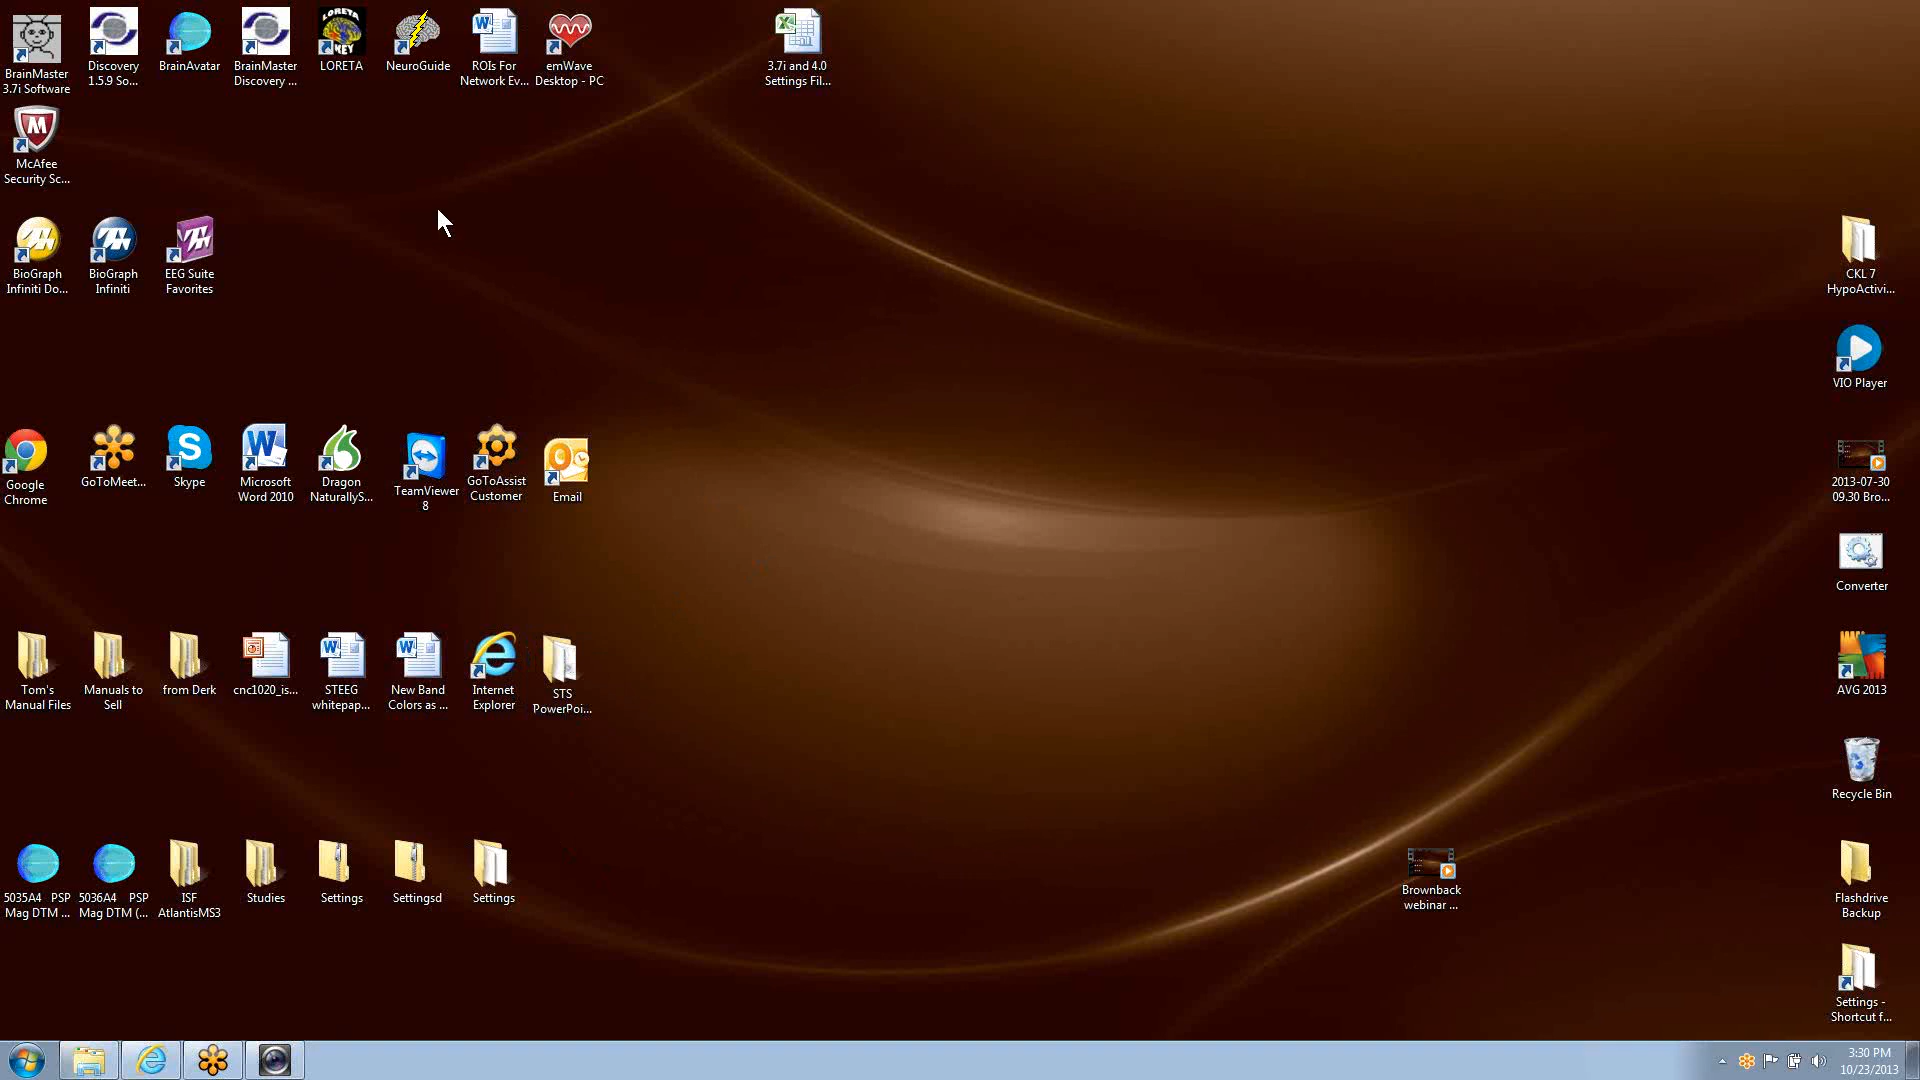 BrainMaster
3.7i Software
Discovery
1.5.9 So...
BrainAvatar
BrainMaster
Discovery ...
LORETA
KEY
LORETA
NeuroGuide
ROIs For
Network Ev...
emWave
Desktop - PC
3.7i and 4.0
Settings Fil...
McAfee
Security Sc...
BioGraph
Infiniti Do...
BioGraph
Infiniti
EEG Suite
Favorites
CKL 7
HypoActivi...
VIO Player
Google
Chrome
GoToMeet...
Skype
Microsoft
Word 2010
Dragon
NaturallyS...
TeamViewer
8
GoToAssist
Customer
Email
2013-07-30
09.30 Bro...
Converter
Tom's
Manual Files
Manuals to
Sell
from Derk
cnc1020_is...
STEEG
whitepap...
New Band
Colors as ...
Internet
Explorer
STS
PowerPoi...
AVG 2013
Recycle Bin
5035A4 PSP
Mag DTM ...
5036A4 PSP
Mag DTM (...
ISF
AtlantisMS3
Studies
Settings
Settingsd
Settings
Brownback
webinar ...
Flashdrive
Backup
Settings -
Shortcut f...
3:30 PM
10/23/2013